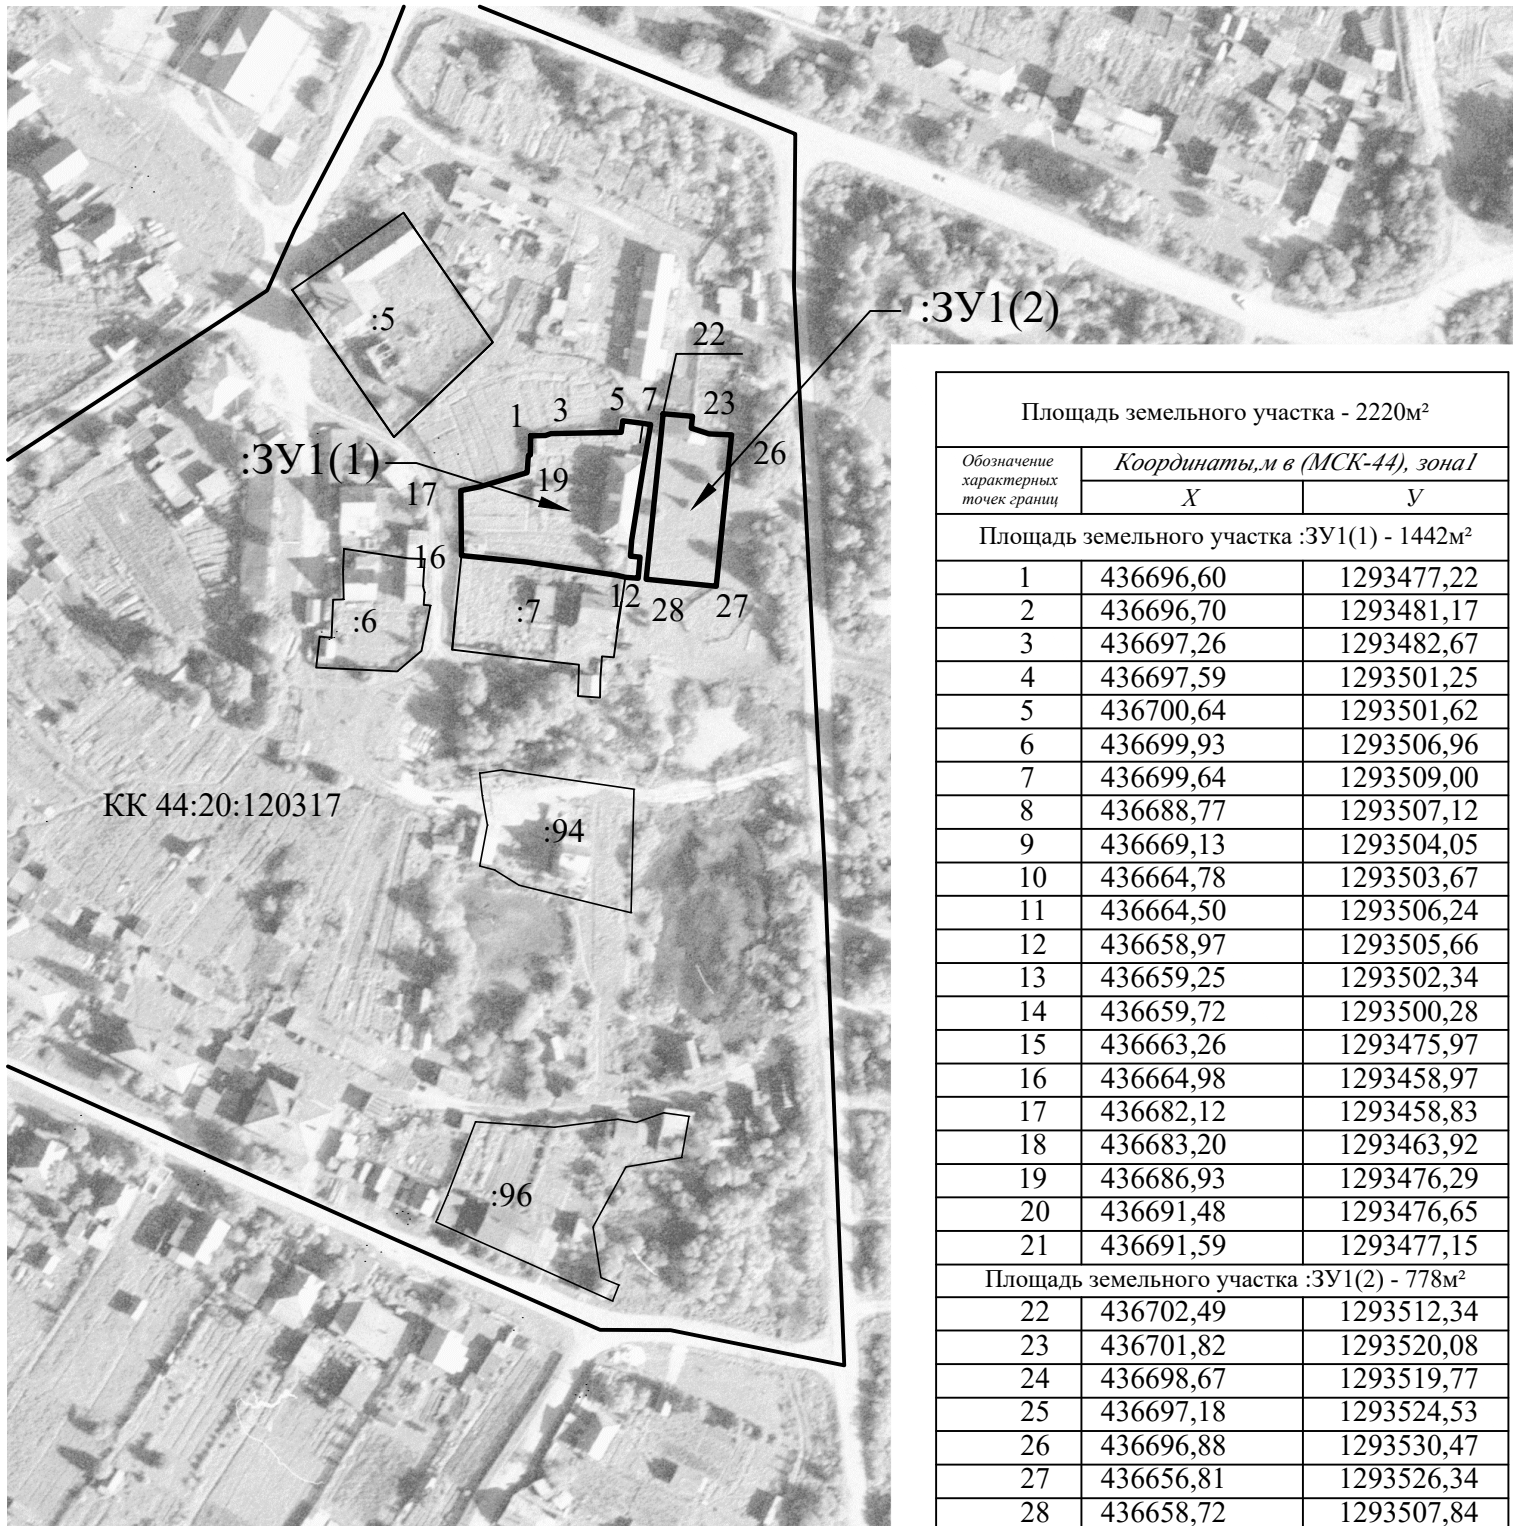 :ЗУ1(2)
22
:5
1
3
5
7
23
26
:ЗУ1(1)
19
17
16
12
28
27
:6
:7
КК 44:20:120317
:94
:96
Площадь земельного участка - 2220м²
Обозначение характерных точек границ
Координаты,м в (МСК-44), зона1
Х У
Площадь земельного участка :ЗУ1(1) - 1442м²
1 436696,60 1293477,22
2 436696,70 1293481,17
3 436697,26 1293482,67
4 436697,59 1293501,25
5 436700,64 1293501,62
6 436699,93 1293506,96
7 436699,64 1293509,00
8 436688,77 1293507,12
9 436669,13 1293504,05
10 436664,78 1293503,67
11 436664,50 1293506,24
12 436658,97 1293505,66
13 436659,25 1293502,34
14 436659,72 1293500,28
15 436663,26 1293475,97
16 436664,98 1293458,97
17 436682,12 1293458,83
18 436683,20 1293463,92
19 436686,93 1293476,29
20 436691,48 1293476,65
21 436691,59 1293477,15
Площадь земельного участка :ЗУ1(2) - 778м²
22 436702,49 1293512,34
23 436701,82 1293520,08
24 436698,67 1293519,77
25 436697,18 1293524,53
26 436696,88 1293530,47
27 436656,81 1293526,34
28 436658,72 1293507,84